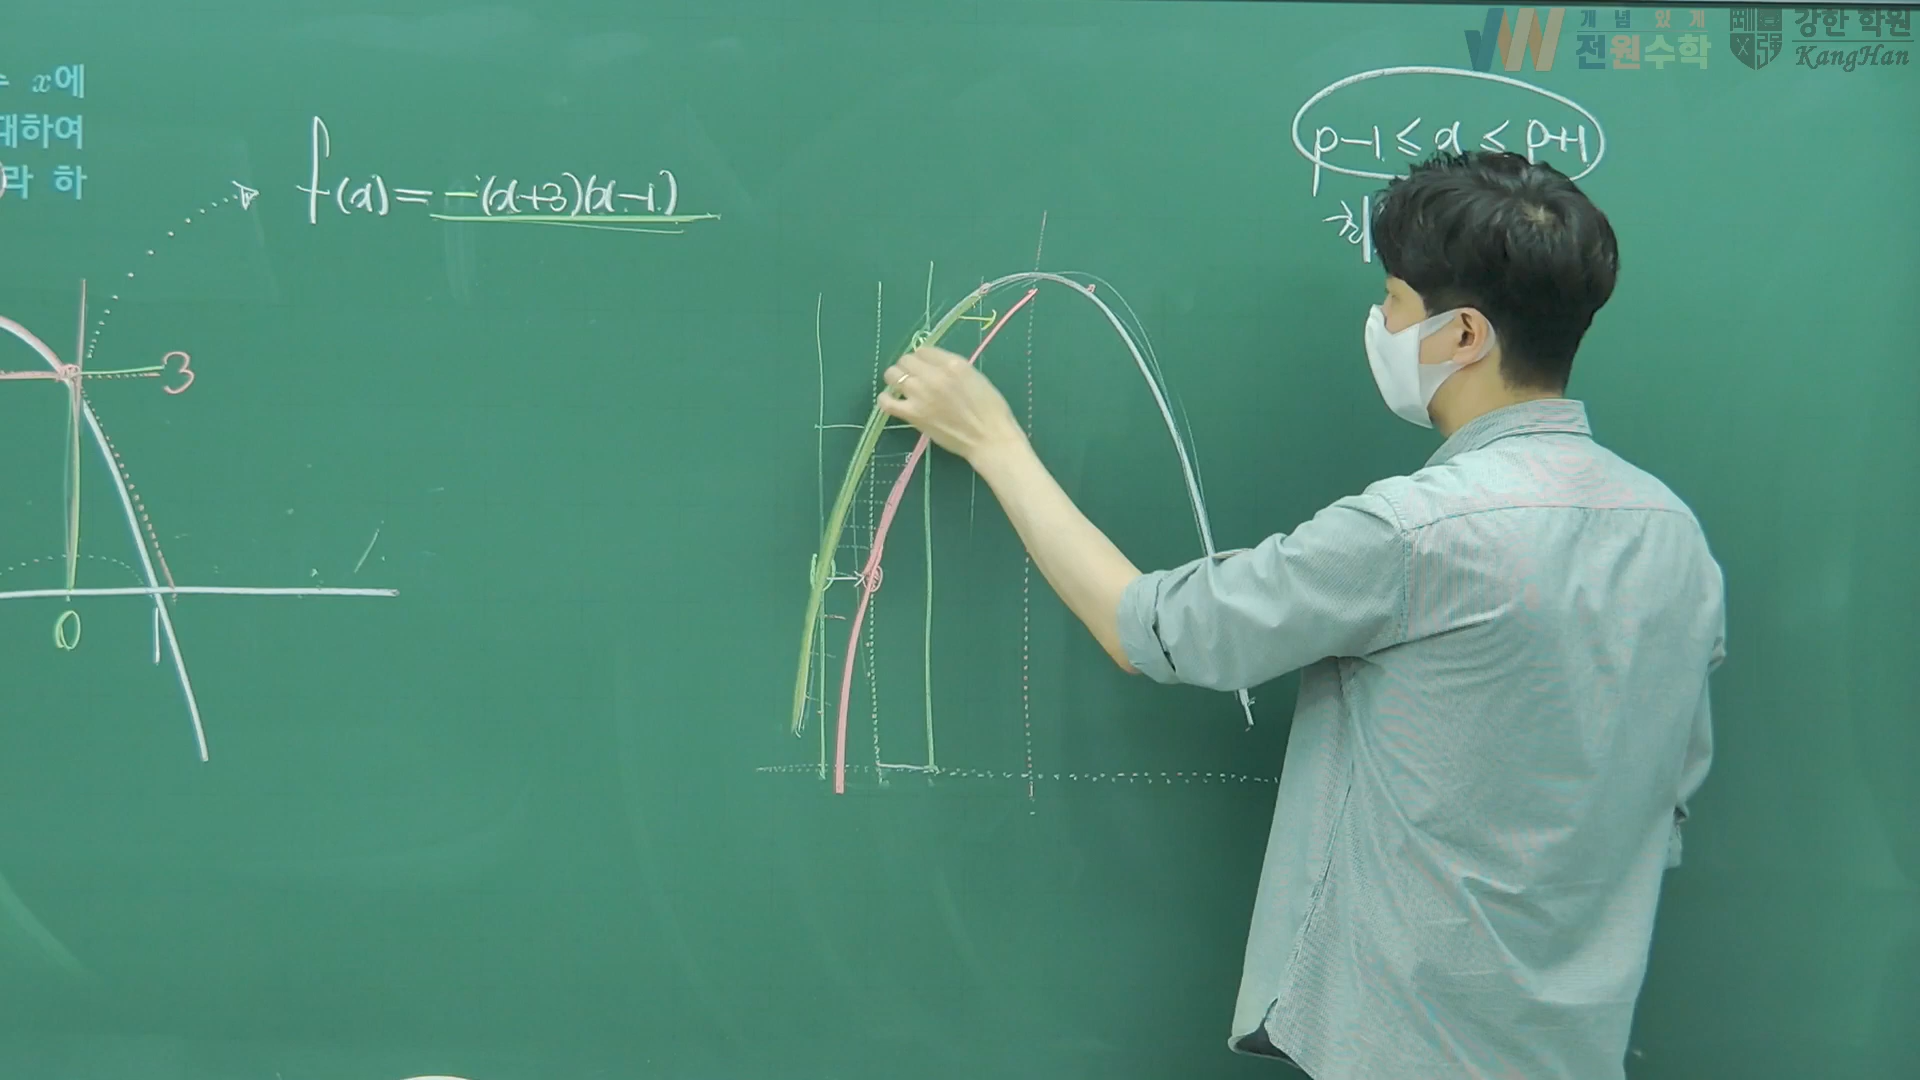 개념있게
전원수학
강한 학원
KangHan
x에
대하여
라 하
f(x)=-(x+3)(x-1)
p-1≤x≤p+1
3
0